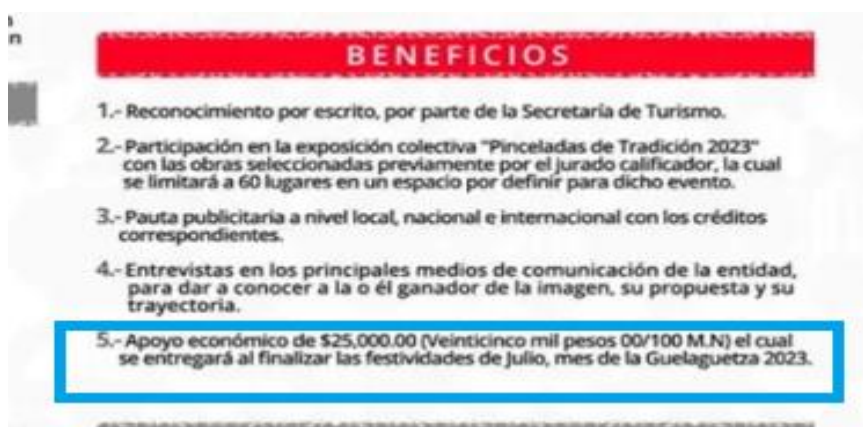 n
BENEFICIOS
1.- Reconocimiento por escrito, por parte de la Secretaría de Turismo.
2.- Participación en la exposición colectiva "Pinceladas de Tradición 2023"
con las obras seleccionadas previamente por el jurado calificador, la cual
se limitará a 60 lugares en un espacio por definir para dicho evento.
3.- Pauta publicitaria a nivel local, nacional e internacional con los créditos
correspondientes.
4.- Entrevistas en los principales medios de comunicación de la entidad,
para dar a conocer a la o él ganador de la imagen, su propuesta y su
trayectoria.
5.- Apoyo económico de $25,000.00 (Veinticinco mil pesos 00/100 M.N) el cual
se entregará al finalizar las festividades de Julio, mes de la Guelaguetza 2023.